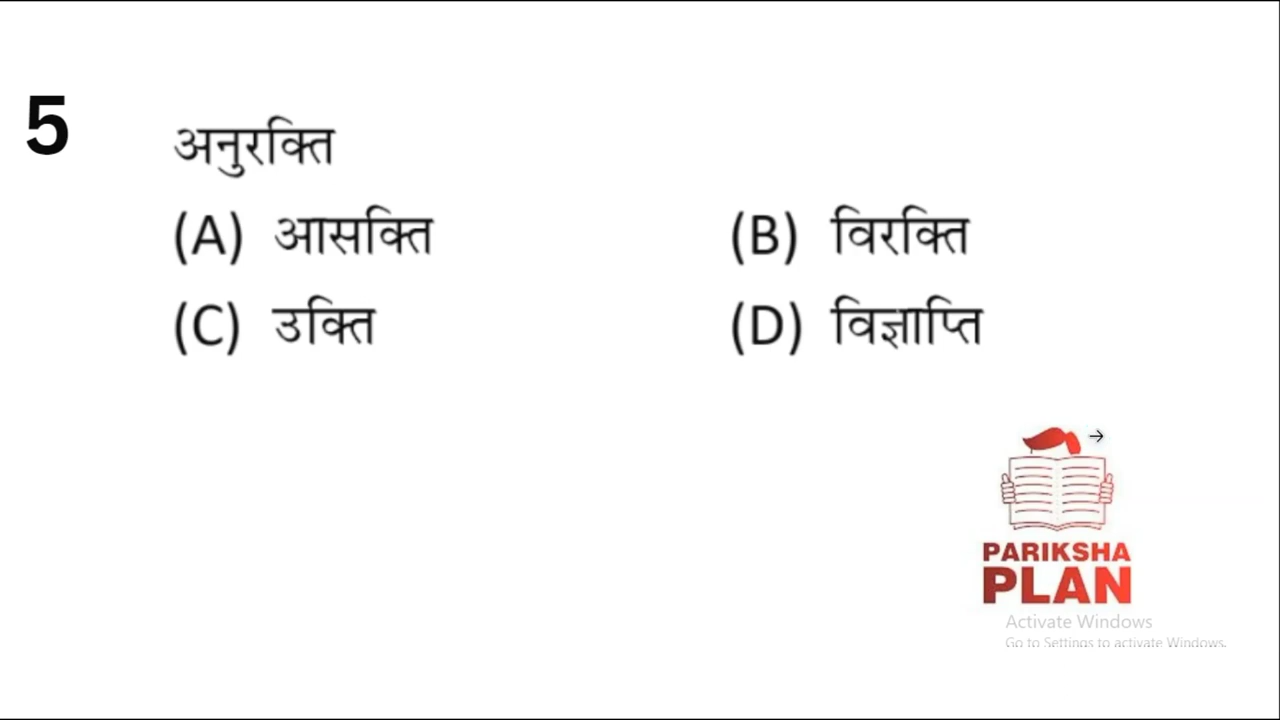 5 अनुरक्ति
(A) आसक्ति (B) विरक्ति
(C) उक्ति (D) विज्ञाप्ति
PARIKSHA
PLAN
Activate Windows
Go to Settings to activate Windows.